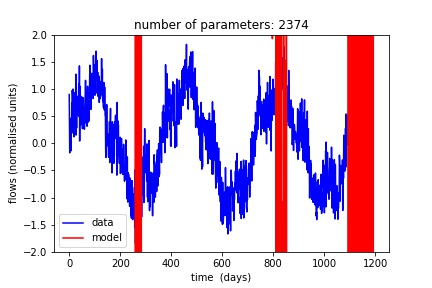 number of parameters: 2374
flows (normalised units)
2.0
1.5
1.0
0.5
0.0
−0.5
−1.0
−1.5
−2.0
data
model
0 200 400 600 800 1000 1200
time (days)